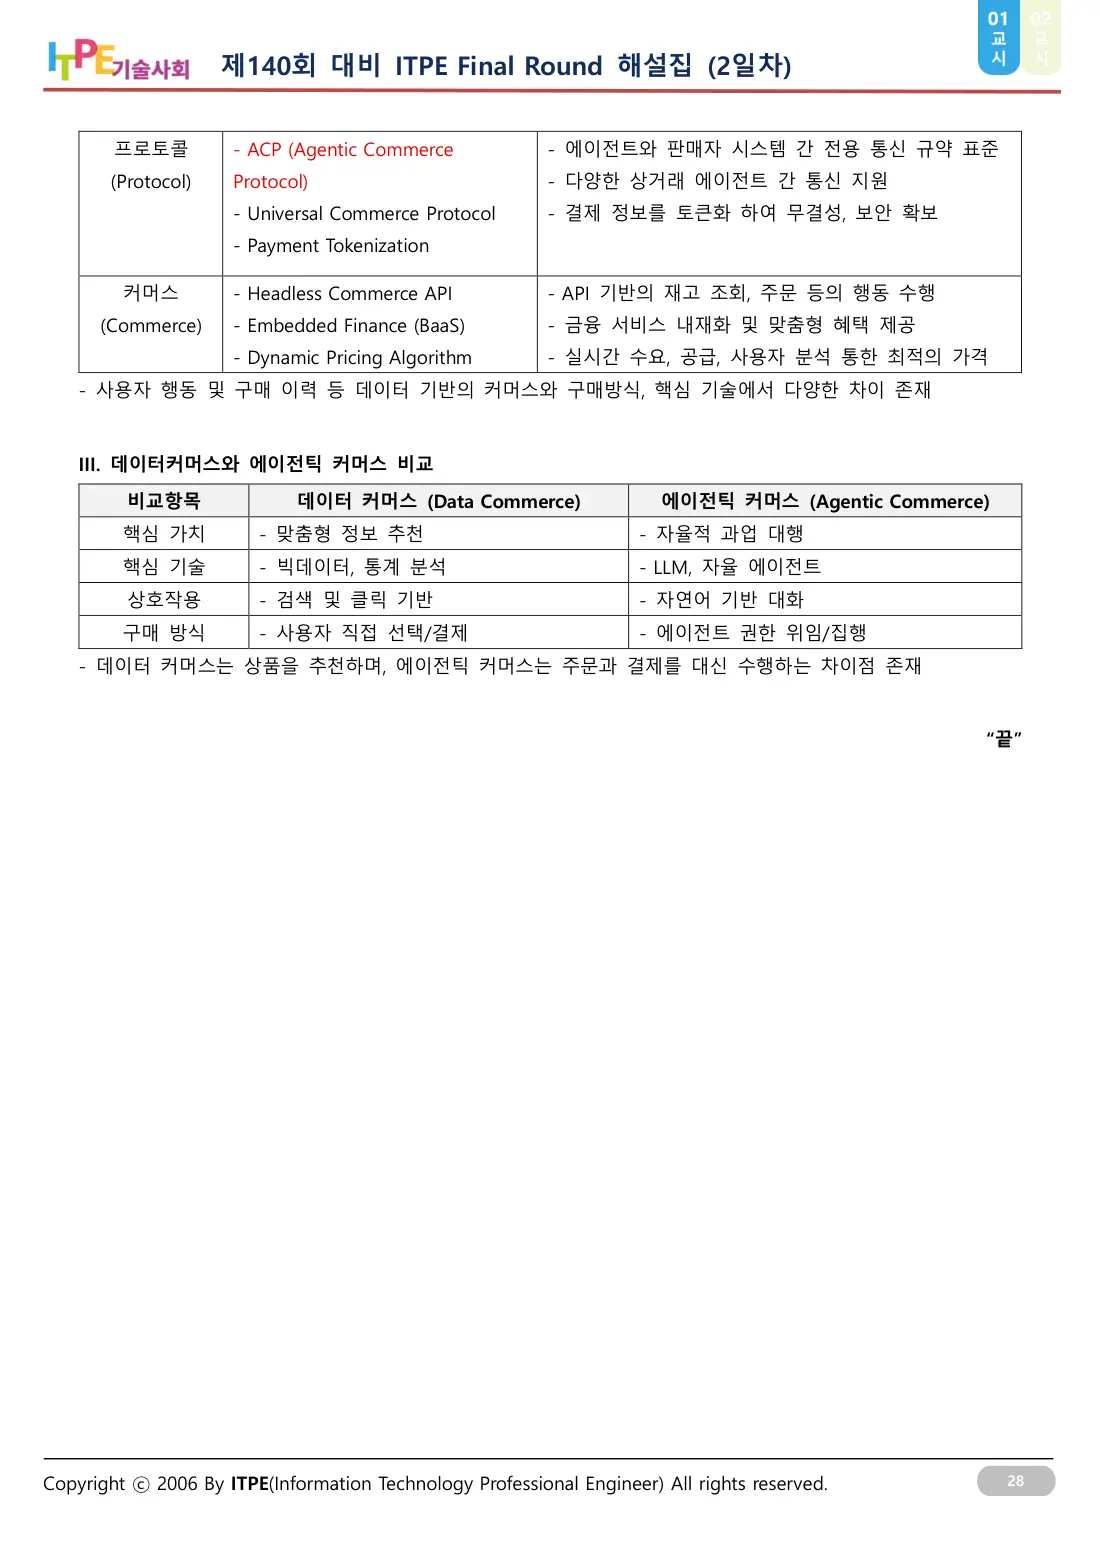 ITPE기술사회 제140회 대비 ITPE Final Round 해설집 (2일차)
01
교
시
02
교
시
프로토콜
(Protocol)
- ACP (Agentic Commerce
Protocol)
- Universal Commerce Protocol
- Payment Tokenization
- 에이전트와 판매자 시스템 간 전용 통신 규약 표준
- 다양한 상거래 에이전트 간 통신 지원
- 결제 정보를 토큰화 하여 무결성, 보안 확보
커머스
(Commerce)
- Headless Commerce API
- Embedded Finance (BaaS)
- Dynamic Pricing Algorithm
- API 기반의 재고 조회, 주문 등의 행동 수행
- 금융 서비스 내재화 및 맞춤형 혜택 제공
- 실시간 수요, 공급, 사용자 분석 통한 최적의 가격
- 사용자 행동 및 구매 이력 등 데이터 기반의 커머스와 구매방식, 핵심 기술에서 다양한 차이 존재
III. 데이터커머스와 에이전틱 커머스 비교
비교항목 데이터 커머스 (Data Commerce) 에이전틱 커머스 (Agentic Commerce)
핵심 가치 - 맞춤형 정보 추천 - 자율적 과업 대행
핵심 기술 - 빅데이터, 통계 분석 - LLM, 자율 에이전트
상호작용 - 검색 및 클릭 기반 - 자연어 기반 대화
구매 방식 - 사용자 직접 선택/결제 - 에이전트 권한 위임/집행
- 데이터 커머스는 상품을 추천하며, 에이전틱 커머스는 주문과 결제를 대신 수행하는 차이점 존재
“끝”
Copyright ⓒ 2006 By ITPE(Information Technology Professional Engineer) All rights reserved.
28